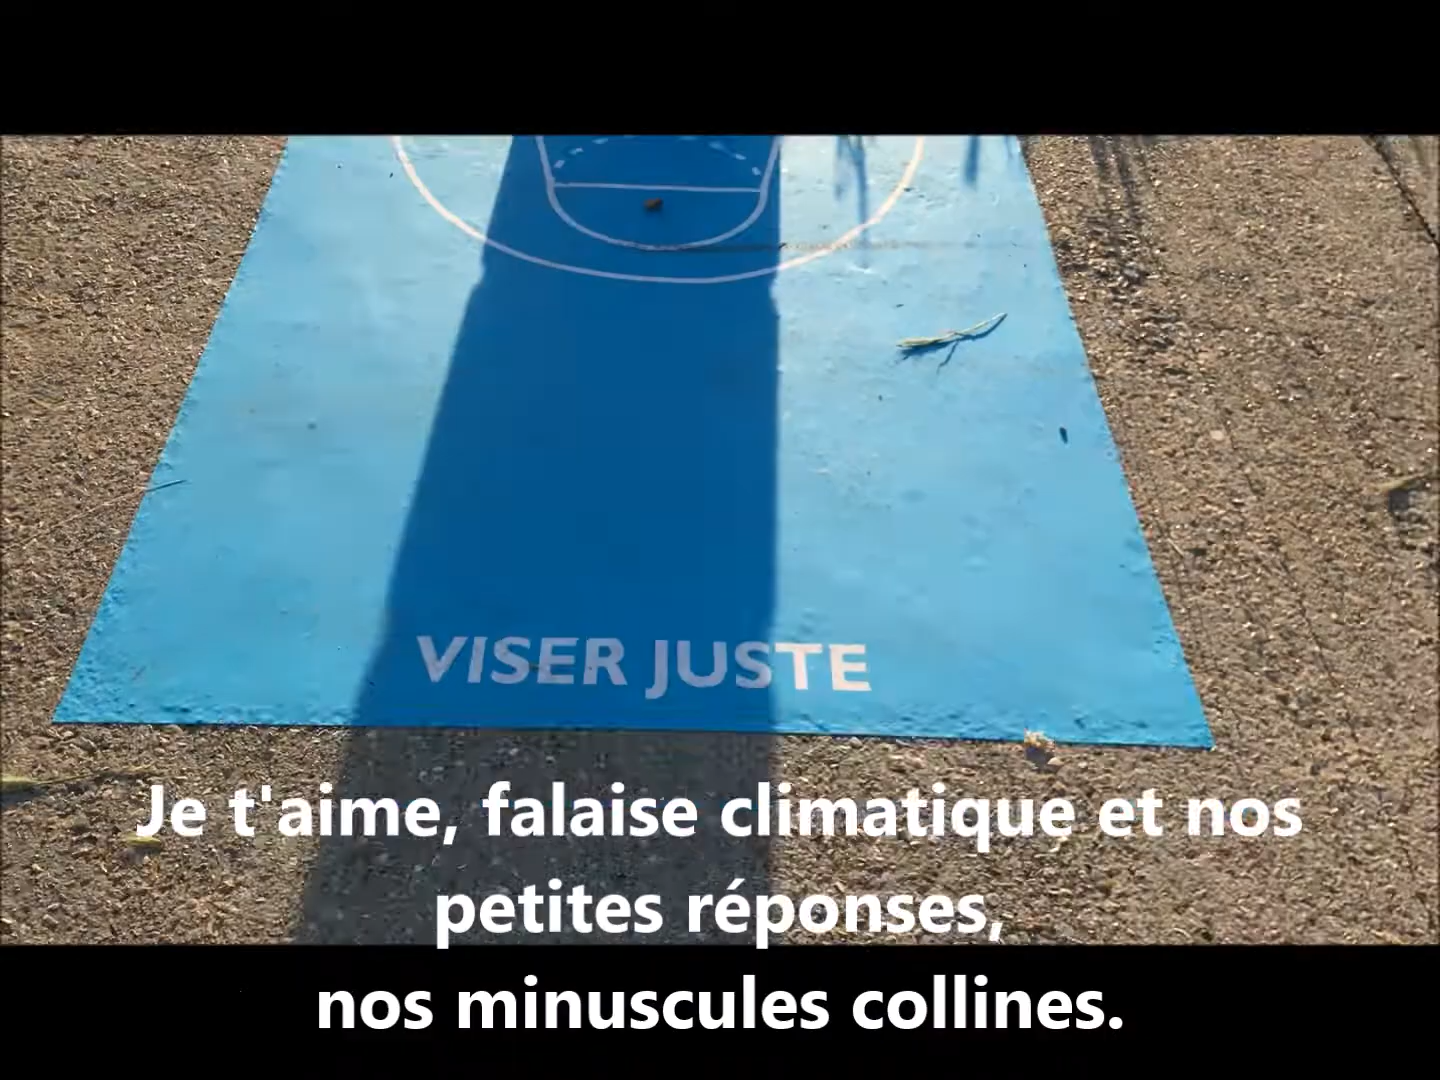 VISER JUSTE
Je t'aime, falaise climatique et nos
petites réponses,
nos minuscules collines.